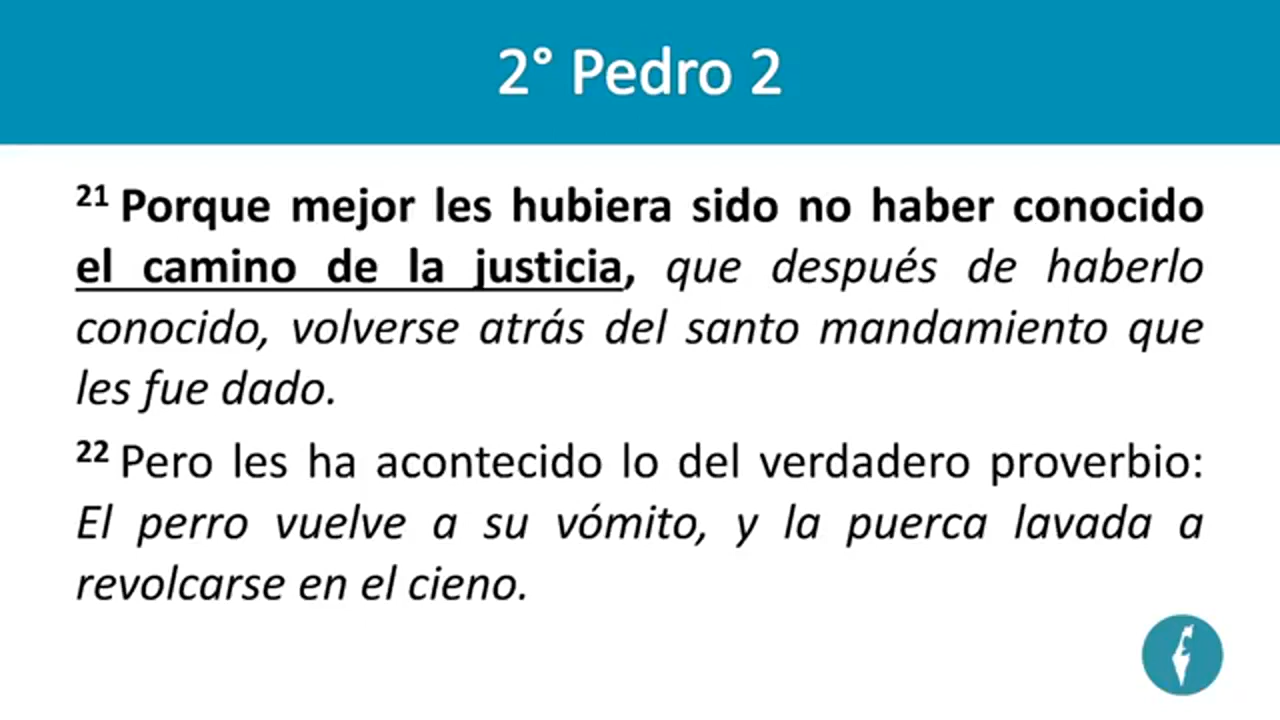 2° Pedro 2
21 Porque mejor les hubiera sido no haber conocido
el camino de la justicia, que después de haberlo
conocido, volverse atrás del santo mandamiento que
les fue dado.
22 Pero les ha acontecido lo del verdadero proverbio:
El perro vuelve a su vómito, y la puerca lavada a
revolcarse en el cieno.